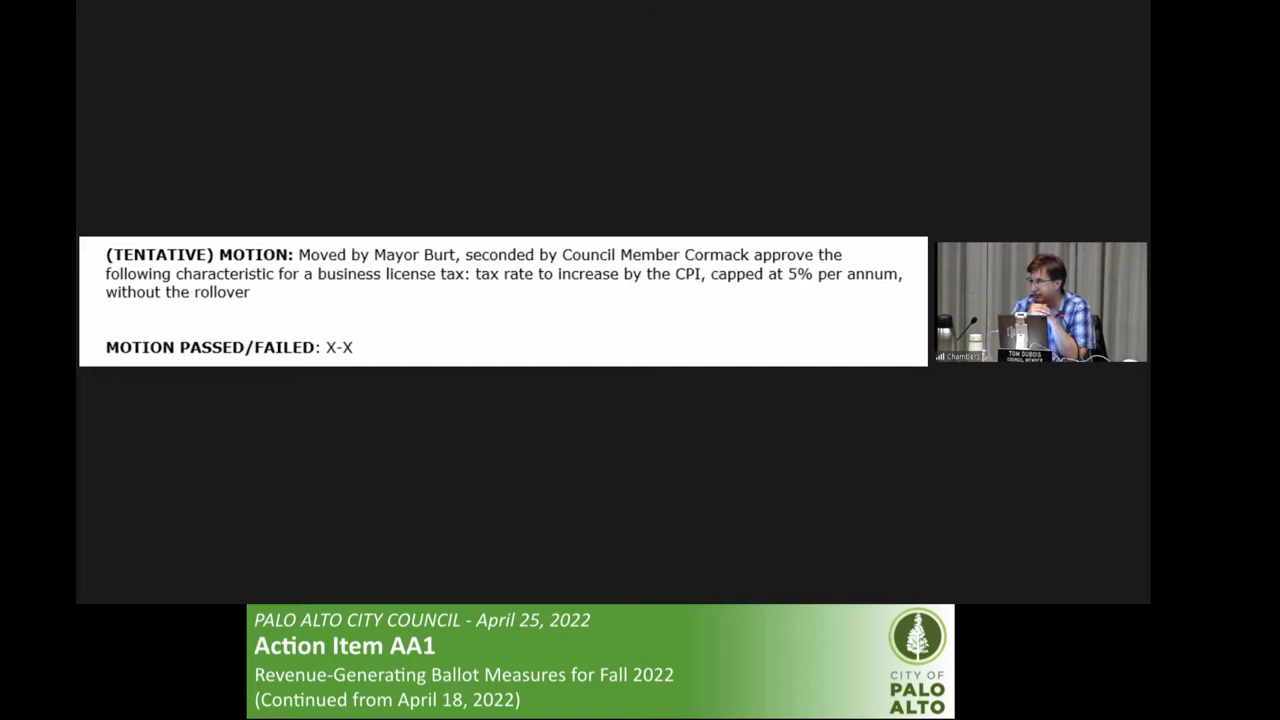 (TENTATIVE) MOTION: Moved by Mayor Burt, seconded by Council Member Cormack approve the
following characteristic for a business license tax: tax rate to increase by the CPI, capped at 5% per annum,
without the rollover
MOTION PASSED/FAILED: X-X
Chambers
TOM DUBOIS
COUNCIL MEMBER
PALO ALTO CITY COUNCIL - April 25, 2022
Action Item AA1
Revenue-Generating Ballot Measures for Fall 2022
(Continued from April 18, 2022)
CITY OF
PALO
ALTO